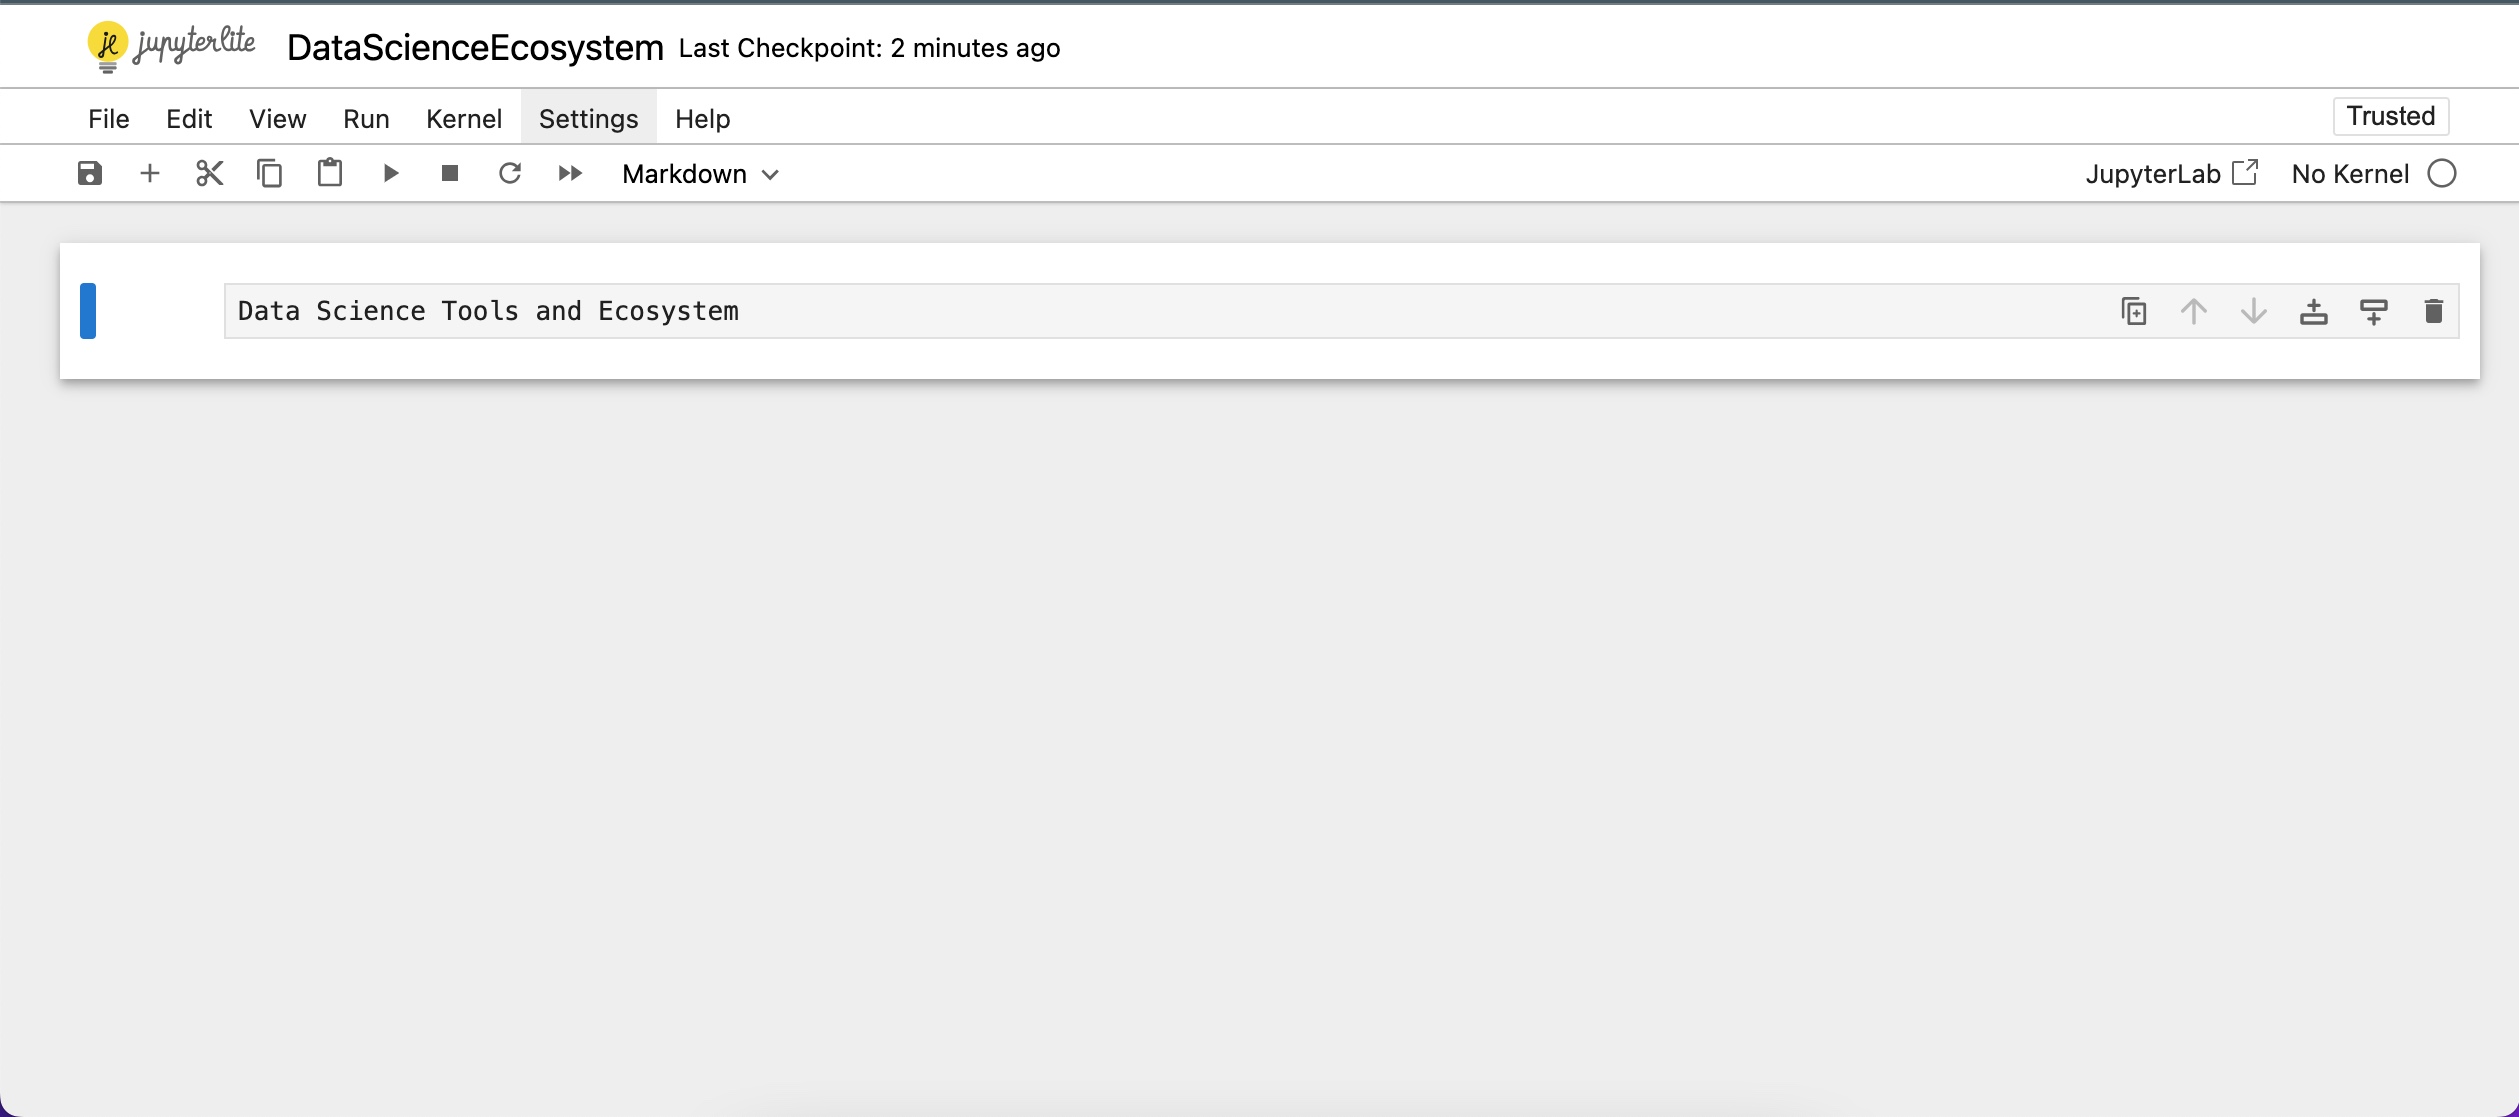 jupyterlite DataScienceEcosystem Last Checkpoint: 2 minutes ago
File Edit View Run Kernel Settings Help Trusted
Markdown JupyterLab No Kernel
Data Science Tools and Ecosystem